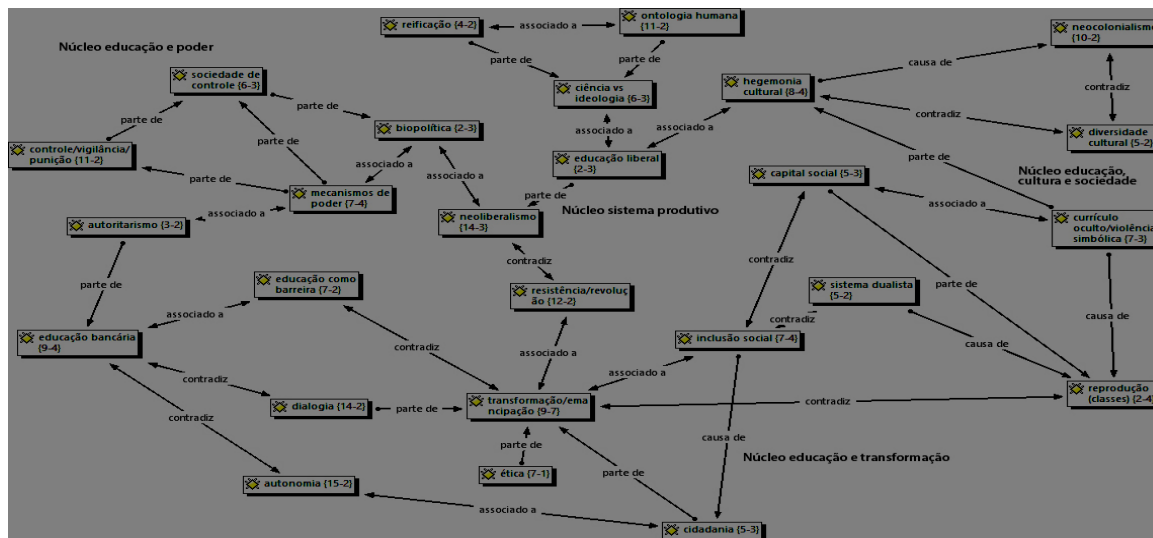 reificação {4-2}
associado a
ontologia humana
{11-2}
neocolonialismo
{10-2}
Núcleo educação e poder
parte de
parte de
causa de
sociedade de
controle {6-3}
ciência vs
ideologia {6-3}
hegemonia
cultural {8-4}
contradiz
parte de
contradiz
parte de
biopolítica {2-3}
associado a
associado a
diversidade
cultural {5-2}
controle/vigilância/
punição {11-2}
parte de
associado a
educação liberal
{2-3}
parte de
capital social {5-3}
Núcleo educação,
cultura e sociedade
parte de
mecanismos de
poder {7-4}
associado a
parte de
associado a
autoritarismo {3-2}
associado a
neoliberalismo
{14-3}
Núcleo sistema produtivo
currículo
oculto/violência
simbólica {7-3}
contradiz
contradiz
parte de
educação como
barreira {7-2}
resistência/revoluç
ão {12-2}
sistema dualista
{5-2}
parte de
associado a
contradiz
causa de
educação bancária
{9-4}
inclusão social {7-4}
contradiz
associado a
causa de
contradiz
associado a
reprodução
(classes) {2-4}
dialogia {14-2}
parte de
transformação/ema
ncipação {9-7}
contradiz
contradiz
causa de
parte de
Núcleo educação e transformação
ética {7-1}
parte de
autonomia {15-2}
associado a
cidadania {5-3}